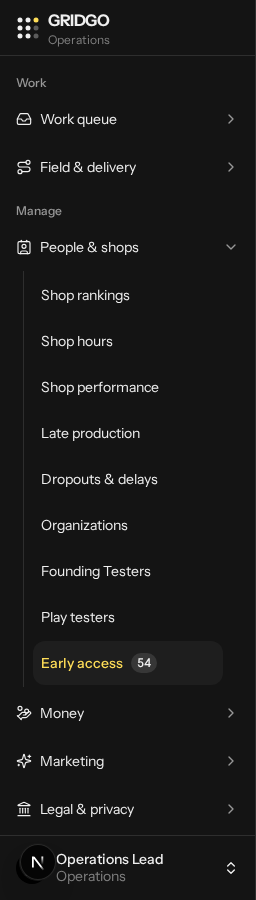 GRIDGO
Operations
Work
Work queue
Field & delivery
Manage
People & shops
Shop rankings
Shop hours
Shop performance
Late production
Dropouts & delays
Organizations
Founding Testers
Play testers
Early access 54
Money
Marketing
Legal & privacy
N
Operations Lead
Operations